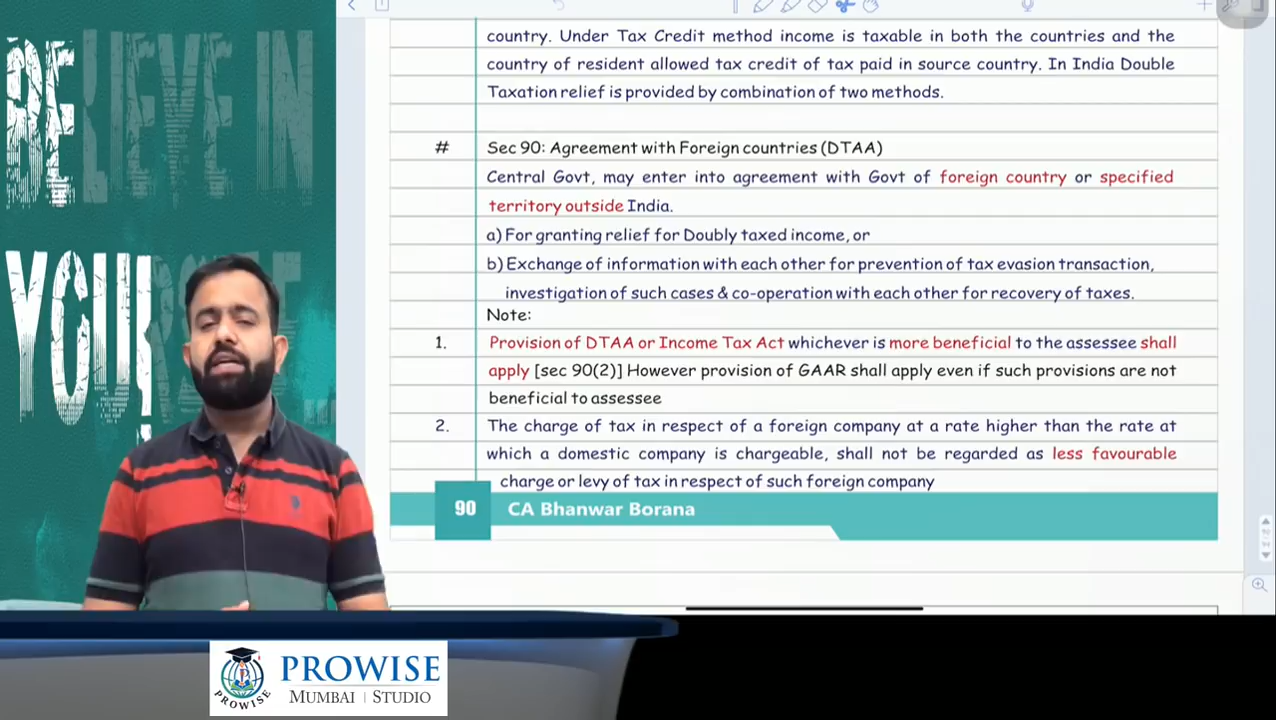 BELIEVE IN
YOURSELF...
country. Under Tax Credit method income is taxable in both the countries and the
country of resident allowed tax credit of tax paid in source country. In India Double
Taxation relief is provided by combination of two methods.
# Sec 90: Agreement with Foreign countries (DTAA)
Central Govt, may enter into agreement with Govt of foreign country or specified
territory outside India.
a) For granting relief for Doubly taxed income, or
b) Exchange of information with each other for prevention of tax evasion transaction,
investigation of such cases & co-operation with each other for recovery of taxes.
Note:
1. Provision of DTAA or Income Tax Act whichever is more beneficial to the assessee shall
apply [sec 90(2)] However provision of GAAR shall apply even if such provisions are not
beneficial to assessee
2. The charge of tax in respect of a foreign company at a rate higher than the rate at
which a domestic company is chargeable, shall not be regarded as less favourable
charge or levy of tax in respect of such foreign company
90 CA Bhanwar Borana
PROWISE
PROWISE
MUMBAI | STUDIO